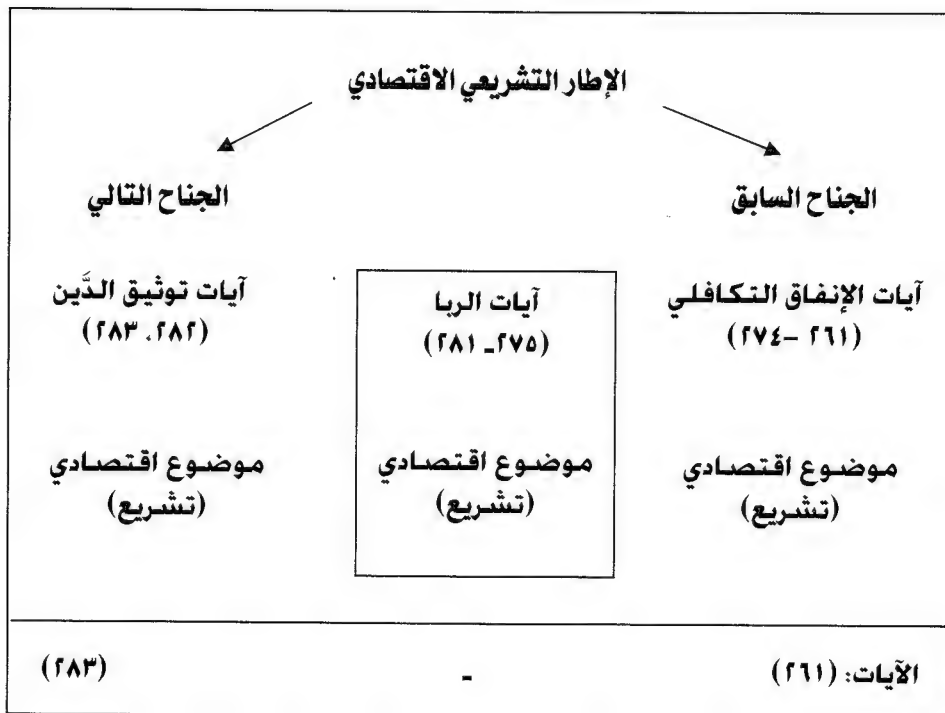 الإطار التشريعي الاقتصادي
الجناح السابق
الجناح التالي
آيات الإنفاق التكافلي
(٢٦١ – ٢٧٤)
موضوع اقتصادي
(تشريع)
آيات الربا
(٢٧٥ ـ ٢٨١)
موضوع اقتصادي
(تشريع)
آيات توثيق الدَّين
(٢٨٢، ٢٨٣)
موضوع اقتصادي
(تشريع)
الآيات: (٢٦١) - (٢٨٣)